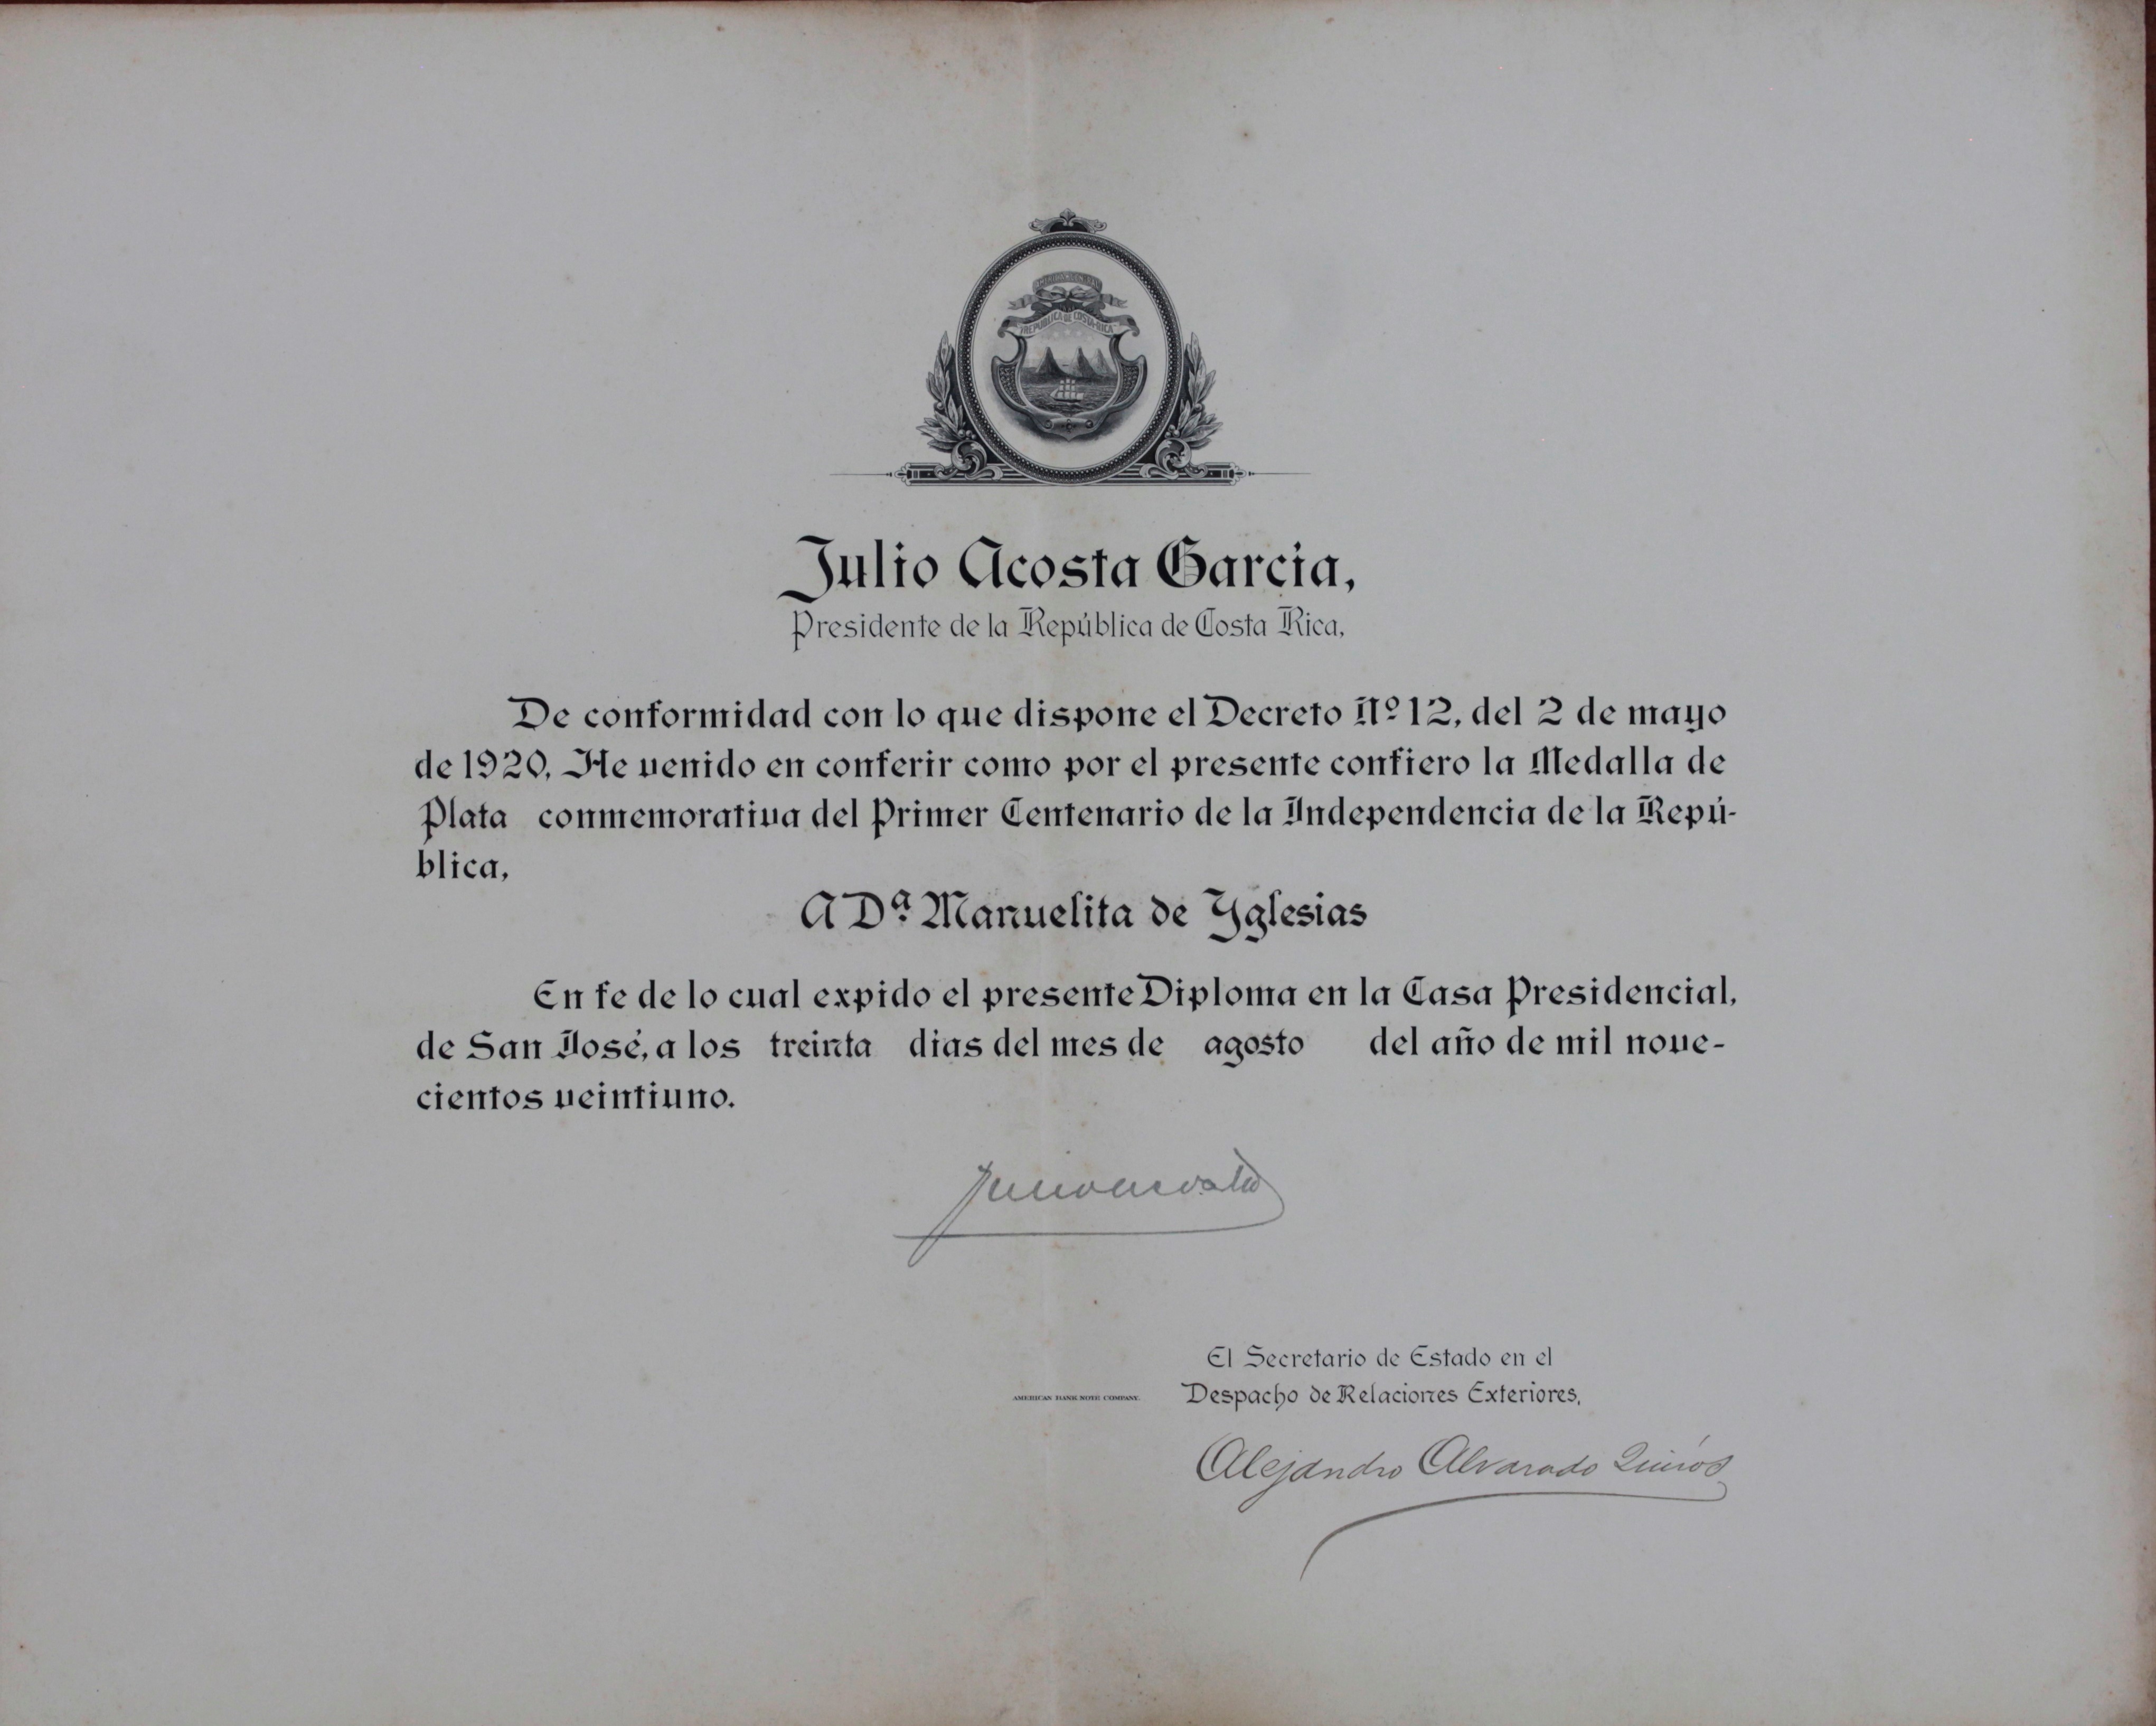 REPUBLICA DE COSTA RICA
Julio Acosta García,
Presidente de la República de Costa Rica,
De conformidad con lo que dispone el Decreto Nº 12, del 2 de mayo
de 1920, He venido en conferir como por el presente confiero la Medalla de
Plata conmemorativa del Primer Centenario de la Independencia de la Repú-
blica,
A Dª Manuelita de Yglesias
En fe de lo cual expido el presente Diploma en la Casa Presidencial,
de San José, a los treinta dias del mes de agosto del año de mil nove-
cientos veintiuno.
El Secretario de Estado en el
AMERICAN BANK NOTE COMPANY.
Despacho de Relaciones Exteriores,
Alejandro Alvarado Quirós